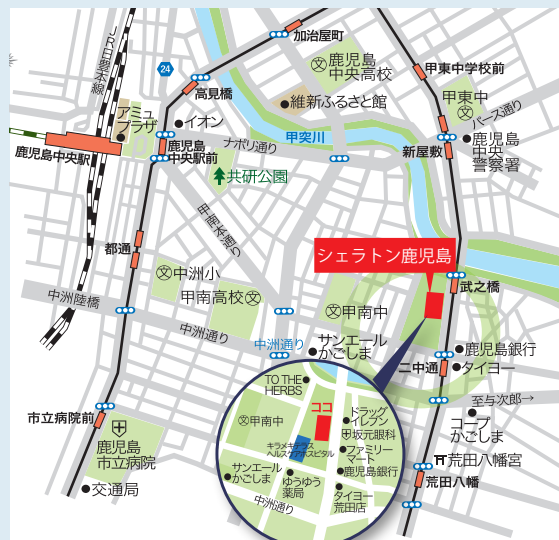 加治屋町
JR日豊本線
24
鹿児島
中央高校
甲東中学校前
高見橋
甲東中
維新ふるさと館
アミュ
プラザ
イオン
甲突川
パース通り
ナポリ通り
鹿児島
中央
警察署
鹿児島中央駅
鹿児島
中央駅前
新屋敷
共研公園
甲南本通り
都通
シェラトン鹿児島
中洲小
武之橋
甲南高校
中洲陸橋
甲南中
中洲通り
中洲通り
サンエール
かごしま
鹿児島銀行
タイヨー
二中通
TO THE
HERBS
至与次郎→
ココ
ドラッグ
イレブン
市立病院前
甲南中
坂元眼科
コープ
かごしま
キラメキテラス
ヘルスケアホスピタル
ファミリー
マート
鹿児島
市立病院
鹿児島銀行
荒田八幡宮
サンエール
かごしま
ゆうゆう
薬局
荒田八幡
交通局
タイヨー
荒田店
中洲通り